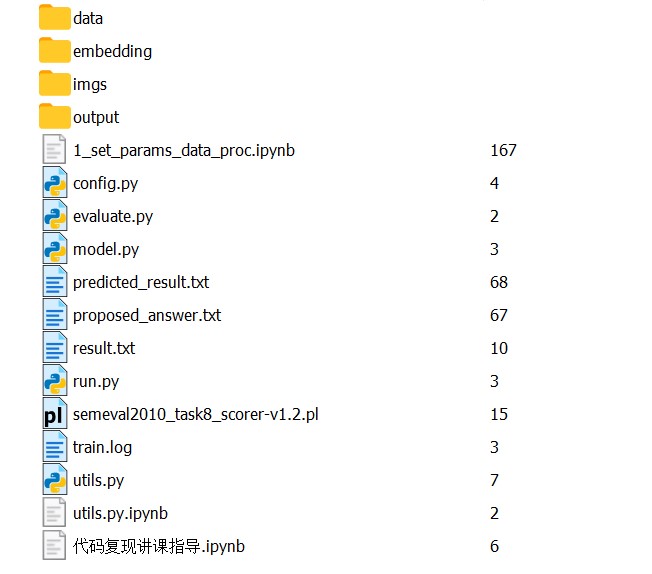 data
embedding
imgs
output
1_set_params_data_proc.ipynb 167
config.py 4
evaluate.py 2
model.py 3
predicted_result.txt 68
proposed_answer.txt 67
result.txt 10
run.py 3
pl semeval2010_task8_scorer-v1.2.pl 15
train.log 3
utils.py 7
utils.py.ipynb 2
代码复现讲课指导.ipynb 6